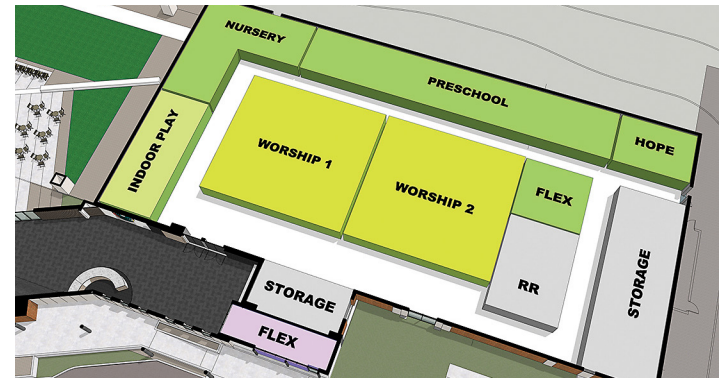 NURSERY
PRESCHOOL
HOPE
INDOOR PLAY
WORSHIP 1
WORSHIP 2
FLEX
RR
STORAGE
STORAGE
FLEX